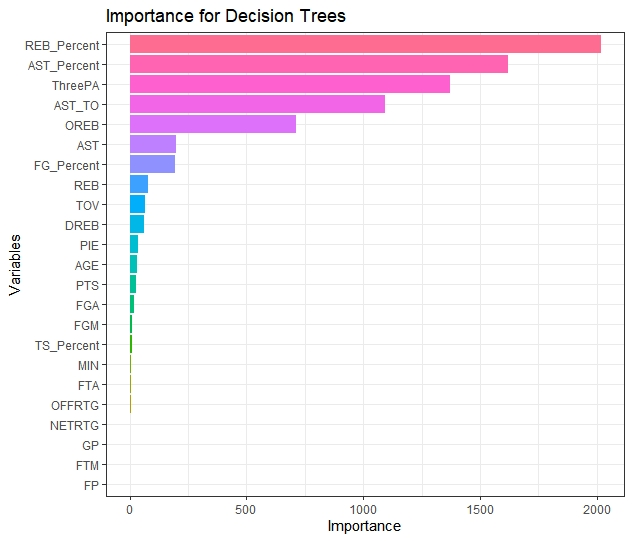 Importance for Decision Trees
REB_Percent
AST_Percent
ThreePA
AST_TO
OREB
AST
FG_Percent
REB
TOV
DREB
PIE
AGE
PTS
FGA
FGM
TS_Percent
MIN
FTA
OFFRTG
NETRTG
GP
FTM
FP
Variables
0 500 1000 1500 2000
Importance